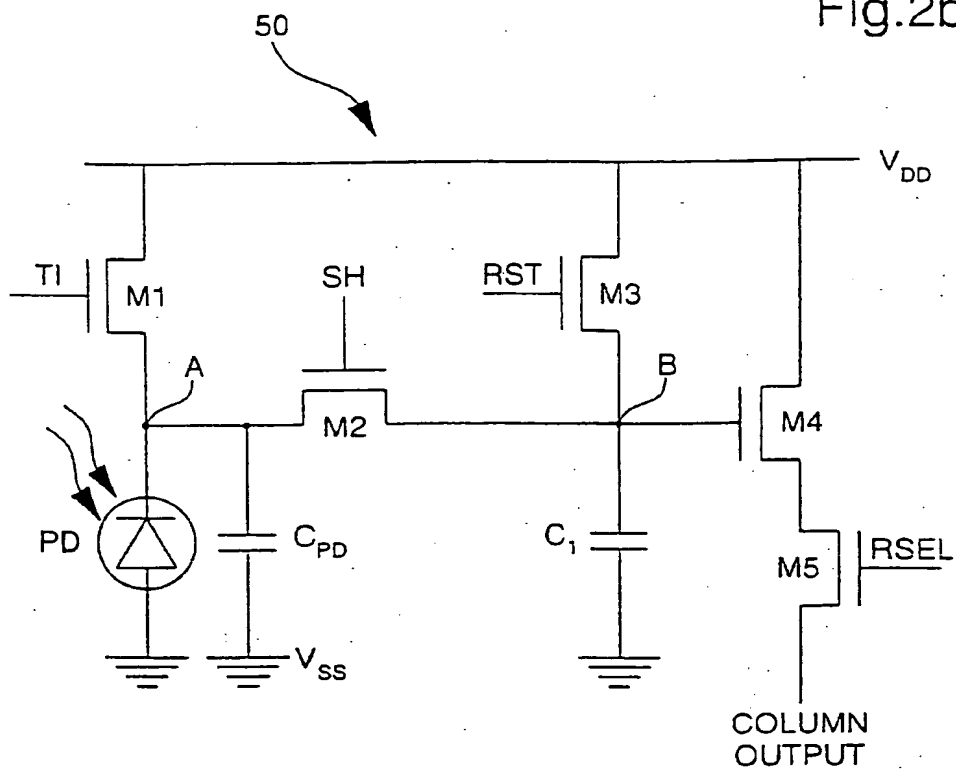 Fig.2b
50
V_DD
TI
M1
SH
RST
M3
A
B
M2
M4
PD
C_PD
C_1
M5
RSEL
V_SS
COLUMN
OUTPUT